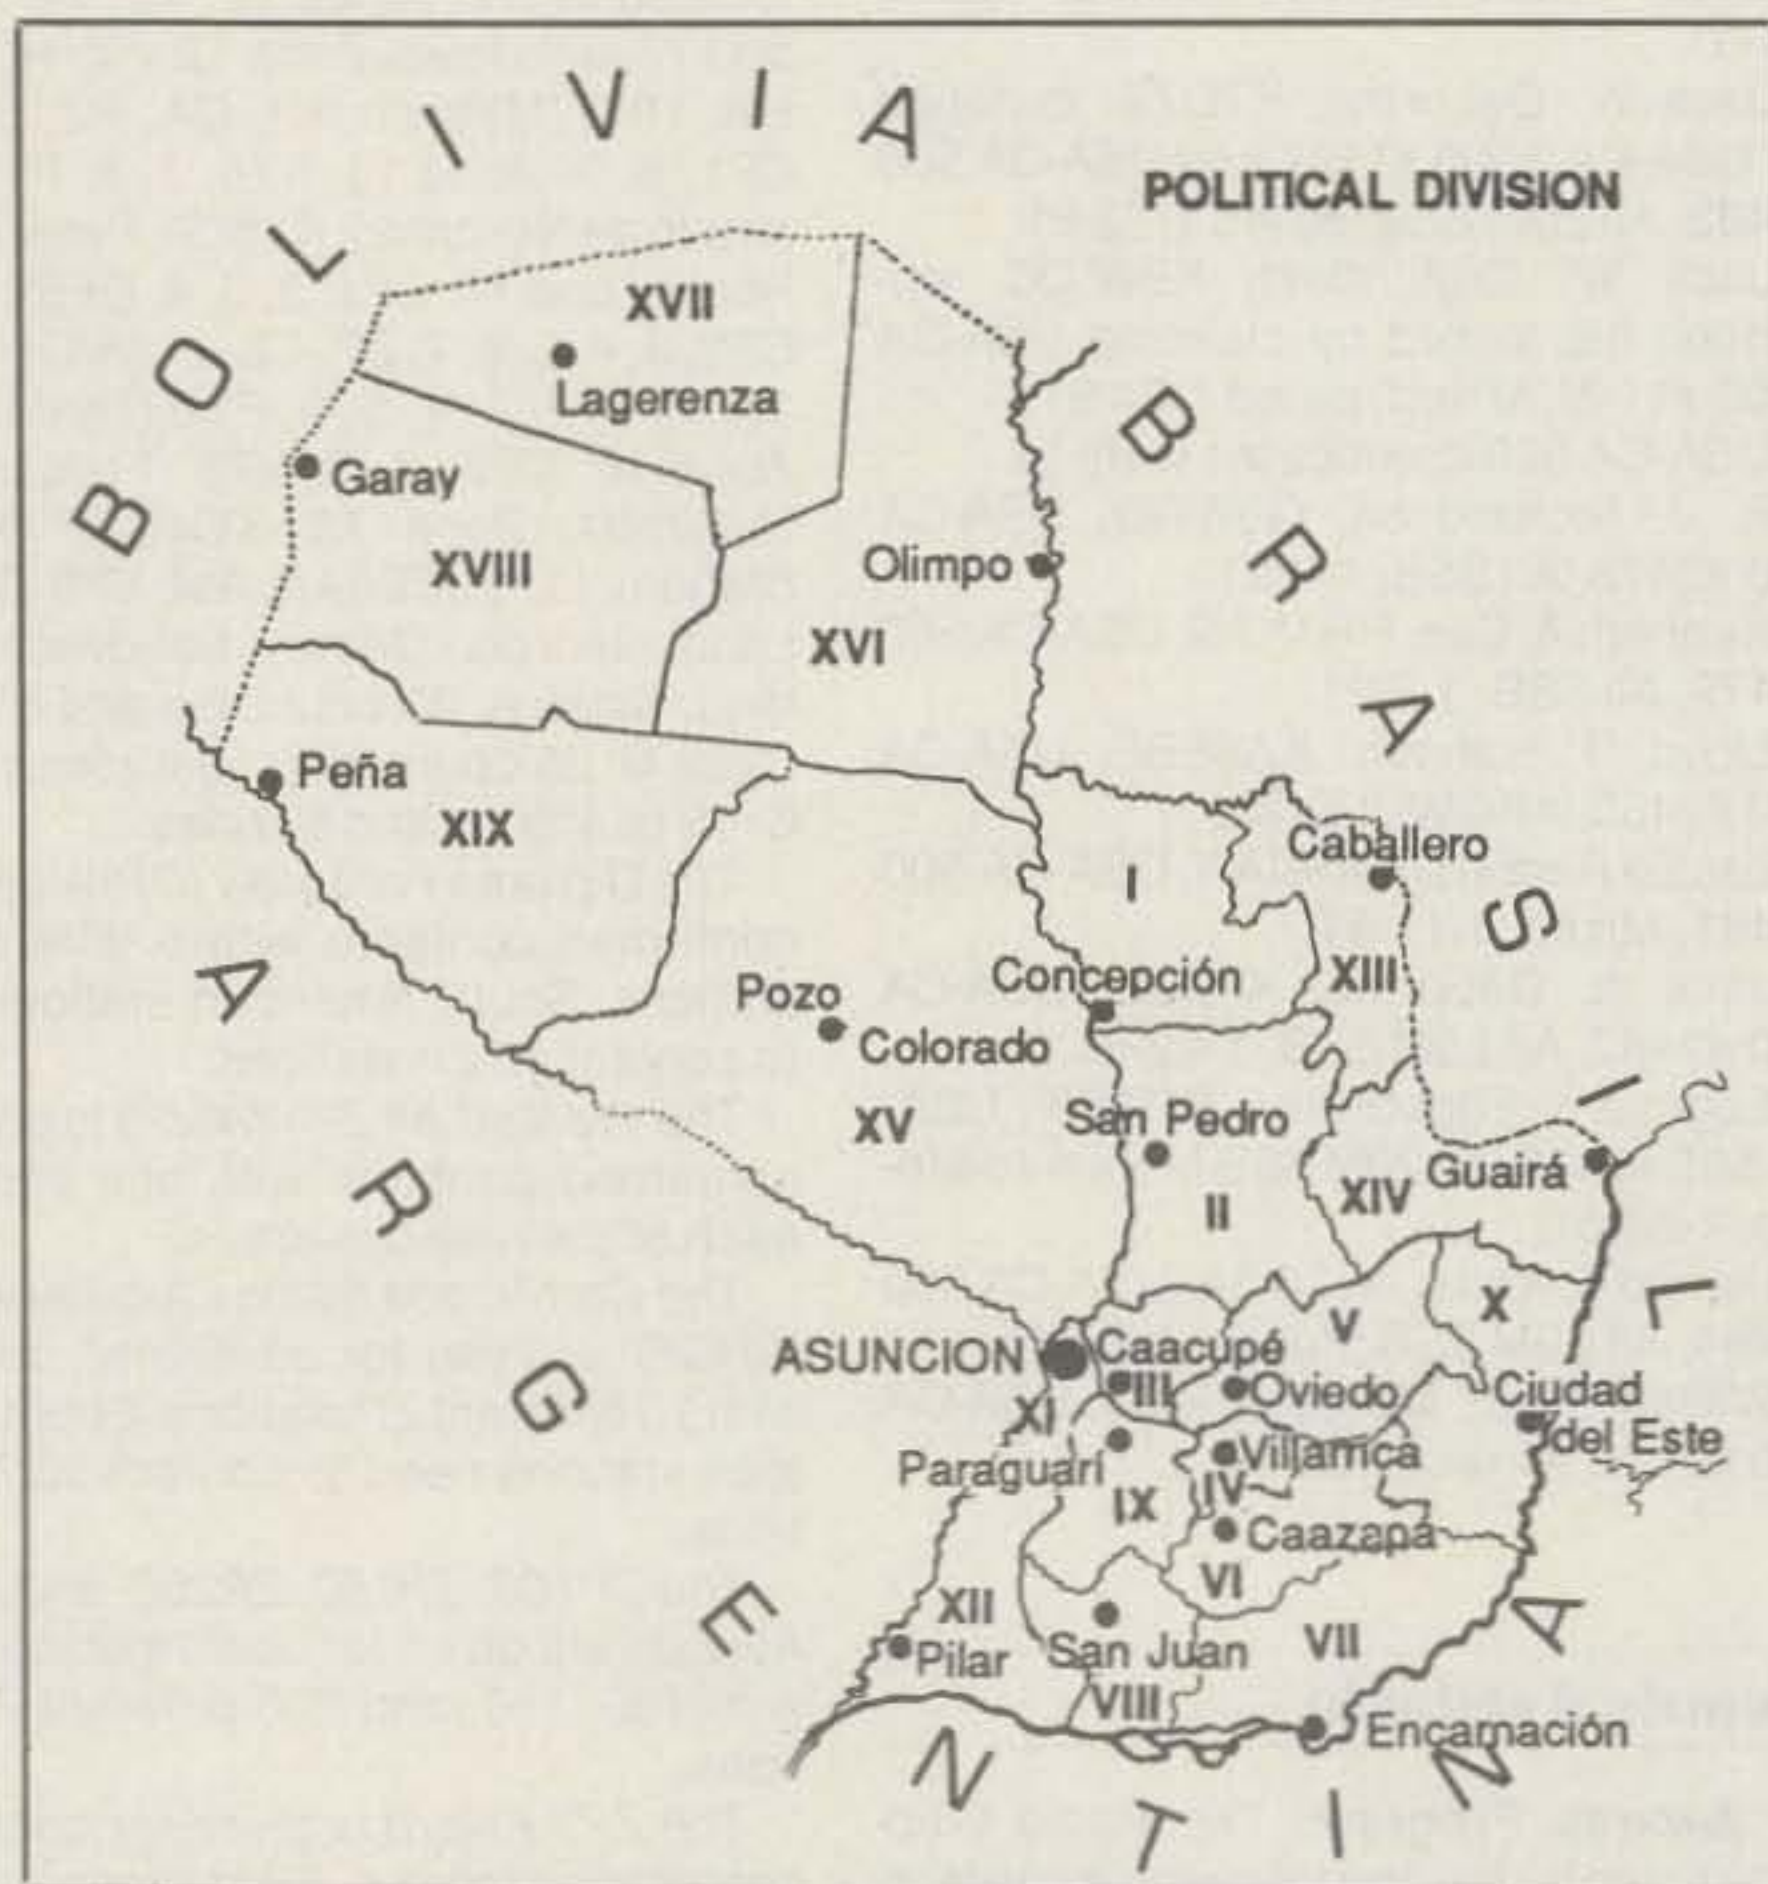 POLITICAL DIVISION
BOLIVIA
BRASIL
ARGENTINA
XVII
Lagerenza
Garay
XVIII
Olimpo
XVI
Peña
XIX
Caballero
I
XIII
Concepción
Pozo
Colorado
XV
San Pedro
II
Guairá
XIV
X
V
ASUNCION
Caacupé
III
Oviedo
Ciudad
del Este
XI
Paraguarí
Villarrica
IV
IX
Caazapá
VI
XII
San Juan
VII
Pilar
VIII
Encarnación